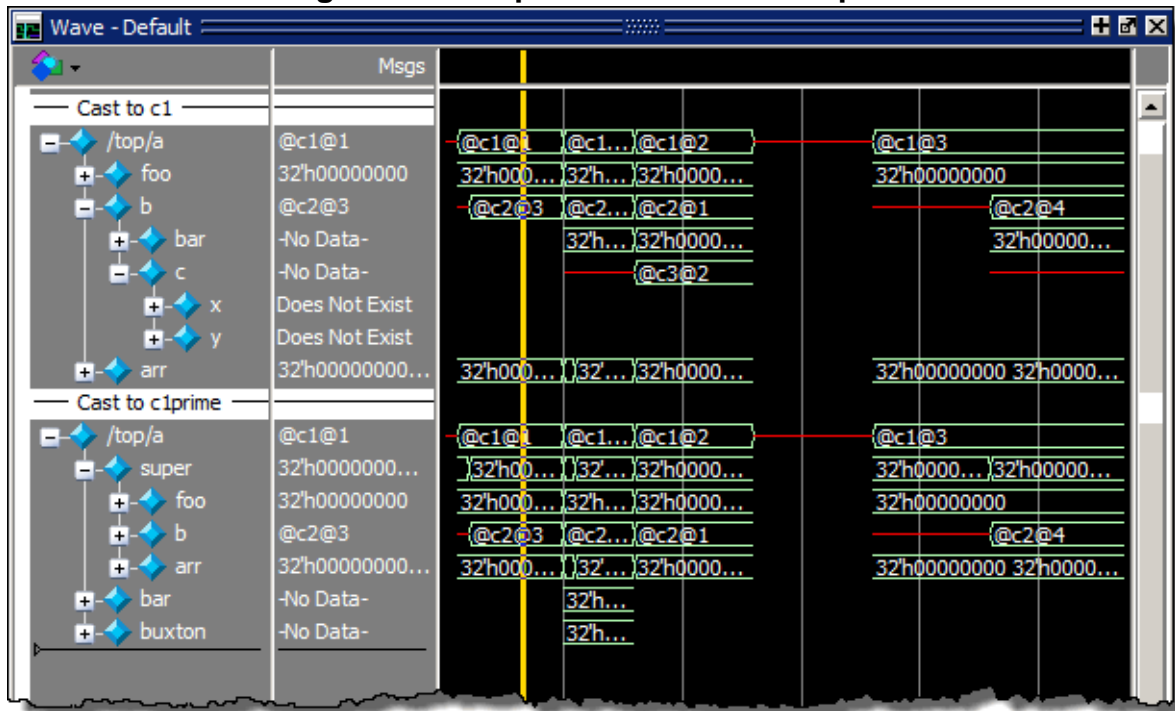 Wave - Default
Msgs
Cast to c1
/top/a @c1@1 @c1@1 @c1... @c1@2 @c1@3
foo 32'h00000000 32'h000... 32'h... 32'h0000... 32'h00000000
b @c2@3 @c2@3 @c2... @c2@1 @c2@4
bar -No Data- 32'h... 32'h0000... 32'h00000...
c -No Data- @c3@2
x Does Not Exist
y Does Not Exist
arr 32'h00000000... 32'h000... 32'... 32'h0000... 32'h00000000 32'h0000...
Cast to c1prime
/top/a @c1@1 @c1@1 @c1... @c1@2 @c1@3
super 32'h0000000... 32'h00... 32'... 32'h0000... 32'h0000... 32'h00000...
foo 32'h00000000 32'h000... 32'h... 32'h0000... 32'h00000000
b @c2@3 @c2@3 @c2... @c2@1 @c2@4
arr 32'h00000000... 32'h000... 32'... 32'h0000... 32'h00000000 32'h0000...
bar -No Data- 32'h...
buxton -No Data- 32'h...